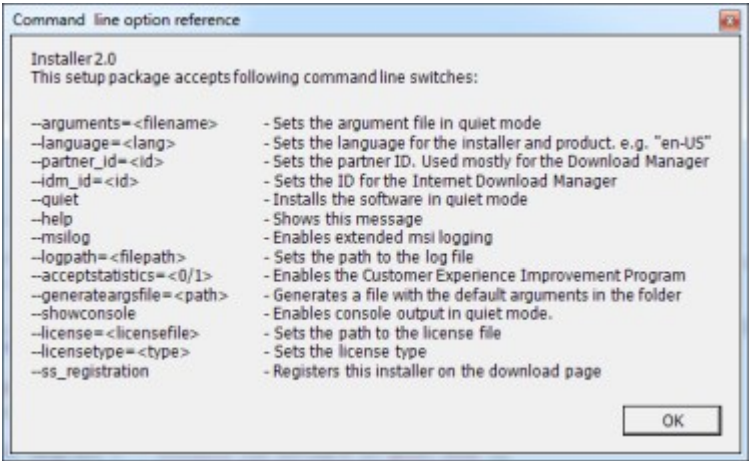 Command line option reference
Installer2.0
This setup package accepts following command line switches:
--arguments=<filename> - Sets the argument file in quiet mode
--language=<lang> - Sets the language for the installer and product. e.g. "en-US"
--partner_id=<id> - Sets the partner ID. Used mostly for the Download Manager
--idm_id=<id> - Sets the ID for the Internet Download Manager
--quiet - Installs the software in quiet mode
--help - Shows this message
--msilog - Enables extended msi logging
--logpath=<filepath> - Sets the path to the log file
--acceptstatistics=<0/1> - Enables the Customer Experience Improvement Program
--generateargsfile=<path> - Generates a file with the default arguments in the folder
--showconsole - Enables console output in quiet mode.
--license=<licensefile> - Sets the path to the license file
--licensetype=<type> - Sets the license type
--ss_registration - Registers this installer on the download page
OK